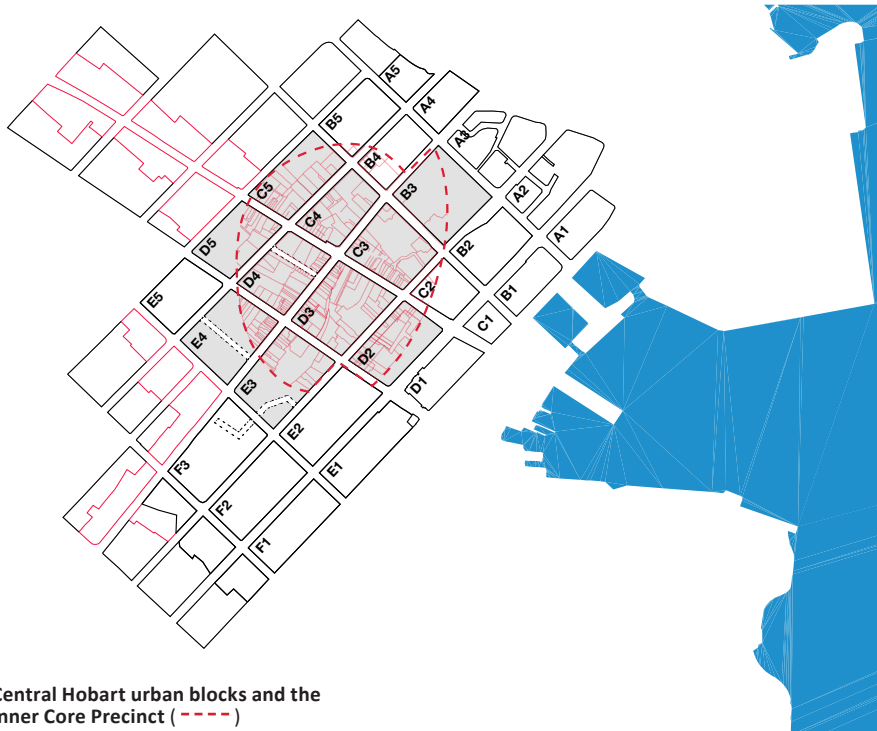 A5
A4
B5
A3
B4
C5
B3
A2
C4
A1
D5
C3
B2
D4
C2
B1
E5
D3
C1
E4
D2
D1
E3
E2
F3
E1
F2
F1
Central Hobart urban blocks and the
nner Core Precinct ( ---- )